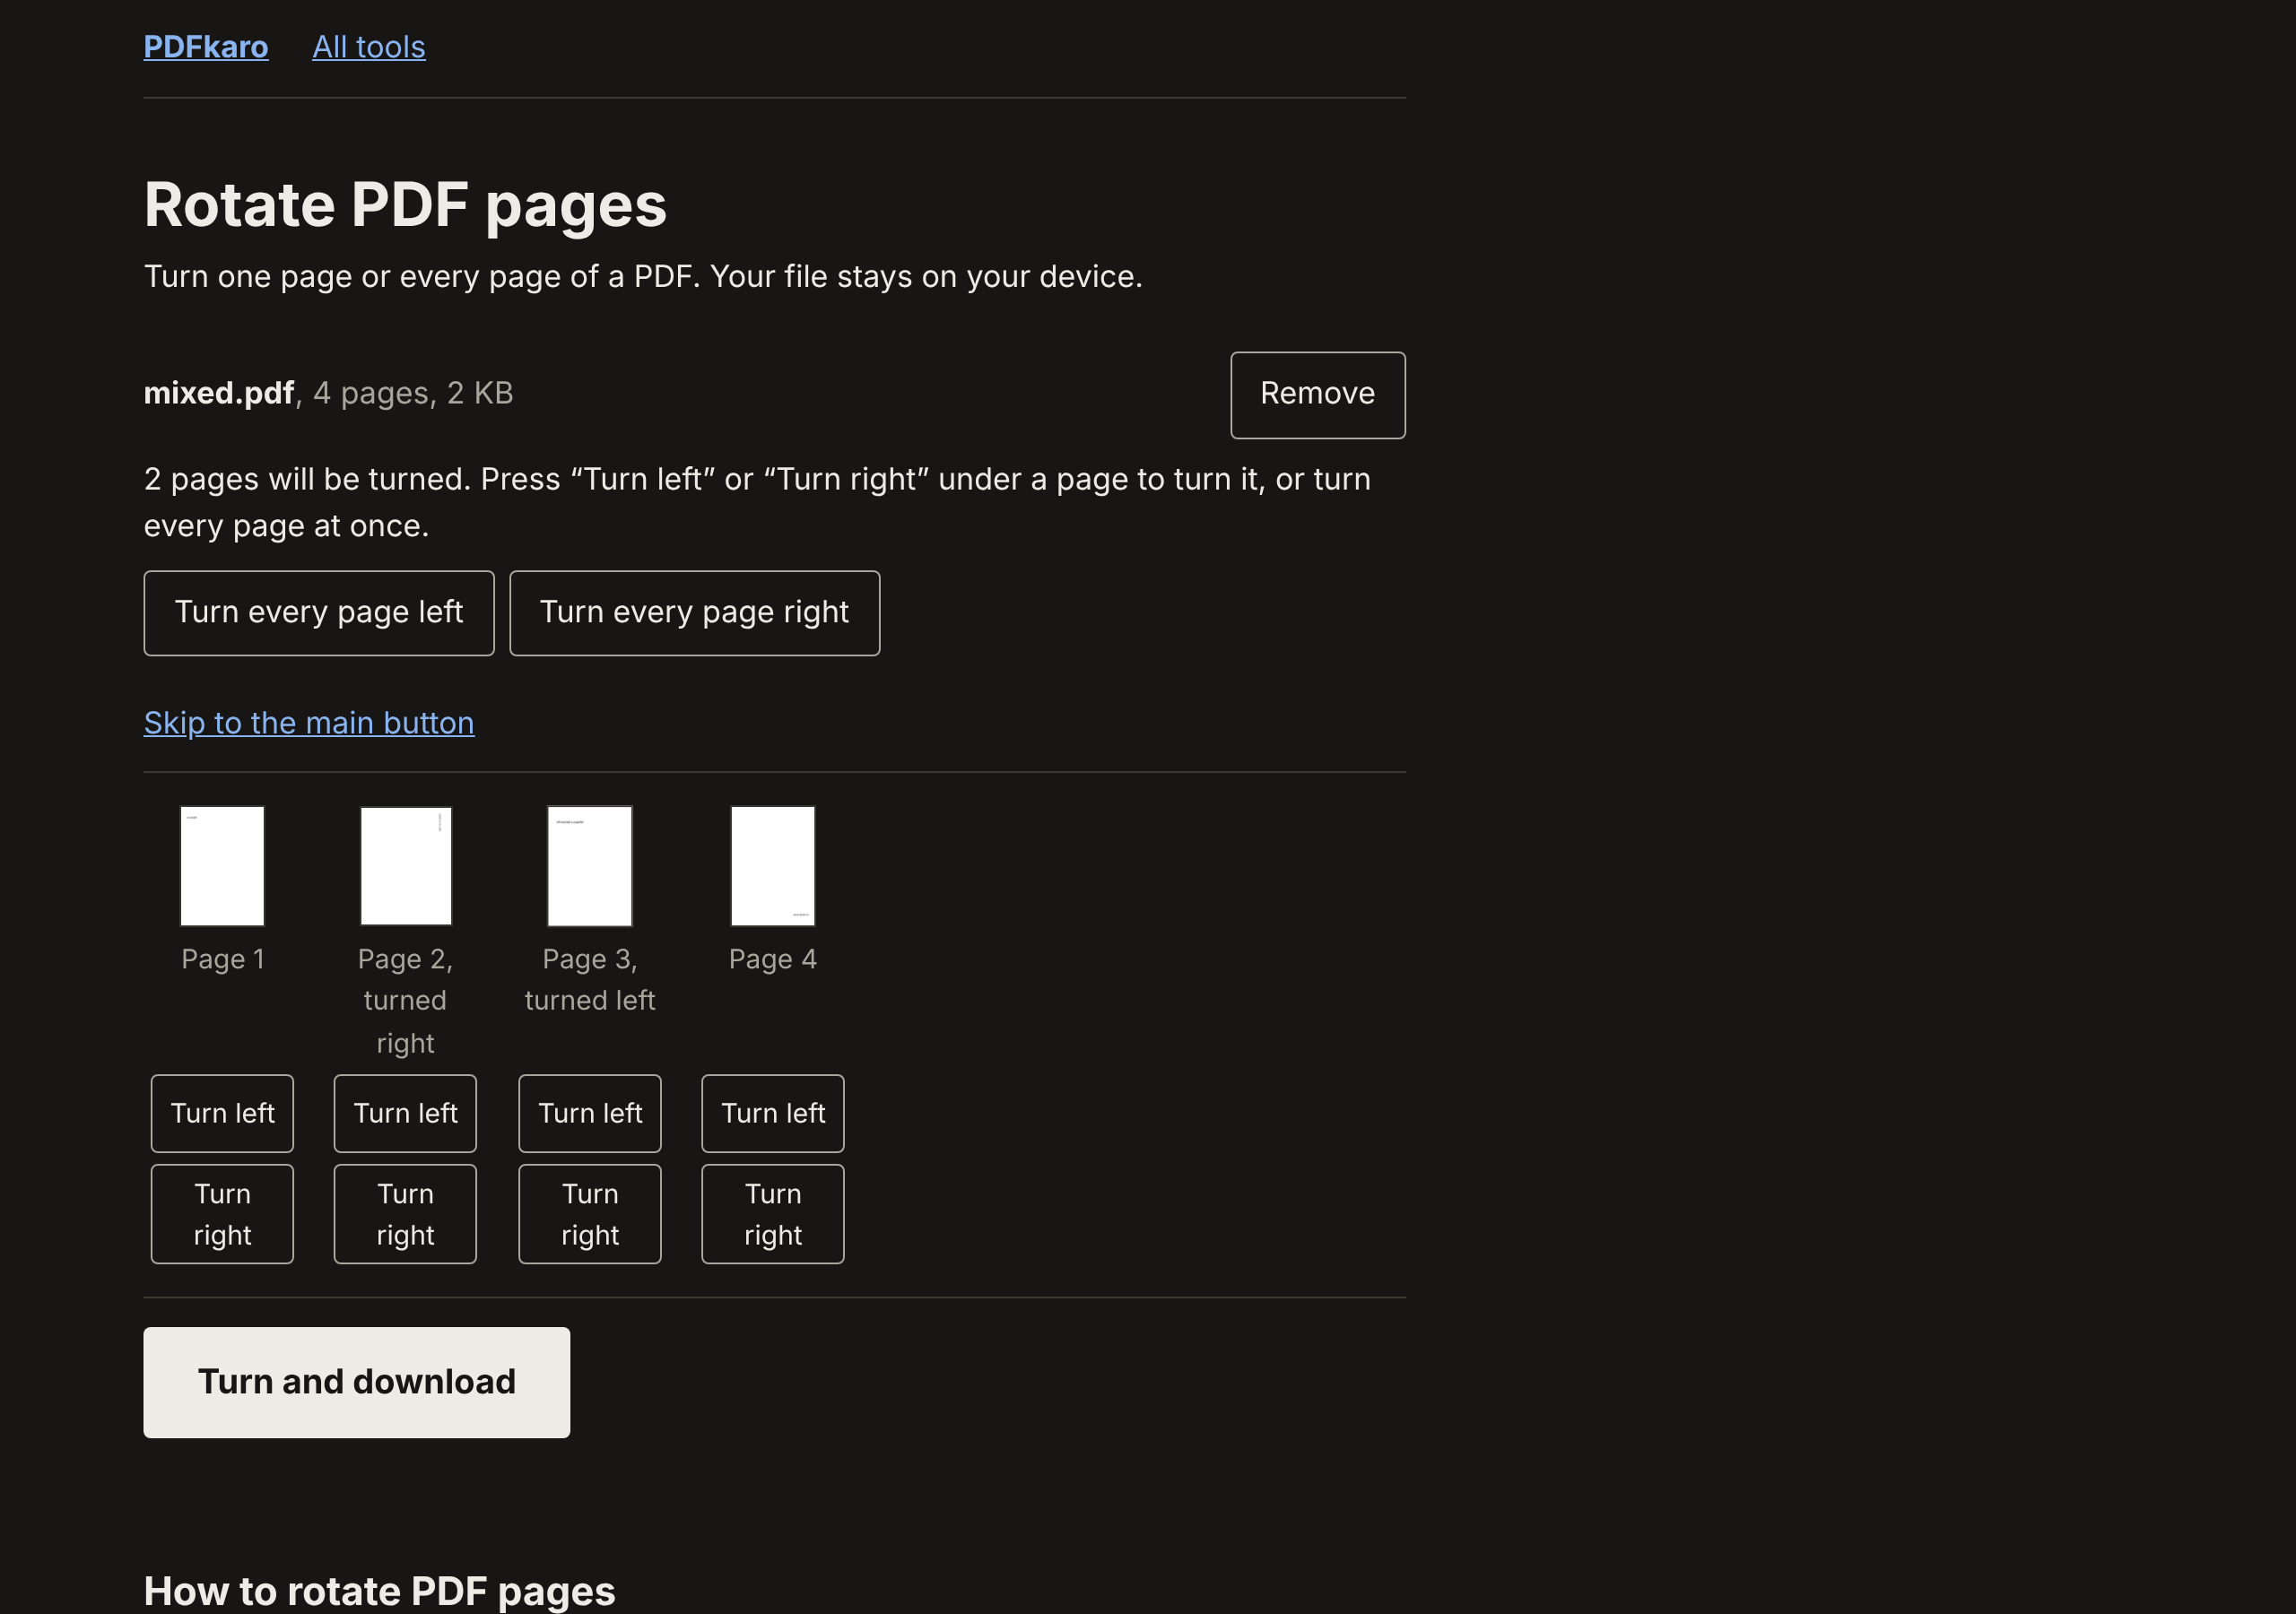 PDFkaro All tools
Rotate PDF pages
Turn one page or every page of a PDF. Your file stays on your device.
mixed.pdf, 4 pages, 2 KB
Remove
2 pages will be turned. Press “Turn left” or “Turn right” under a page to turn it, or turn
every page at once.
Turn every page left
Turn every page right
Skip to the main button
Page 1
Page 2,
turned
right
Page 3,
turned left
Page 4
Turn left
Turn left
Turn left
Turn left
Turn
right
Turn
right
Turn
right
Turn
right
Turn and download
How to rotate PDF pages